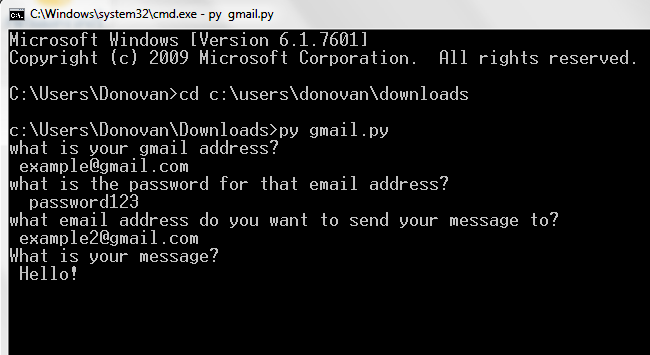 C:\Windows\system32\cmd.exe - py gmail.py
Microsoft Windows [Version 6.1.7601]
Copyright (c) 2009 Microsoft Corporation.  All rights reserved.
C:\Users\Donovan>cd c:\users\donovan\downloads
c:\Users\Donovan\Downloads>py gmail.py
what is your gmail address?
example@gmail.com
what is the password for that email address?
password123
what email address do you want to send your message to?
example2@gmail.com
What is your message?
Hello!